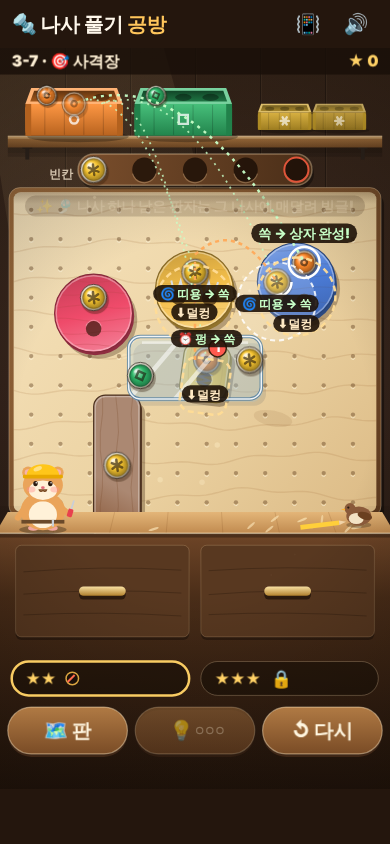 나사 풀기 공방
3-7 · 🎯 사격장
★ 0
빈칸
쏙 → 상자 완성!
🌀 띠용 → 쏙
⬇덜컹
🌀 띠용 → 쏙
⬇덜컹
⏰ 펑 → 쏙
⬇덜컹
★★
★★★
판
다시